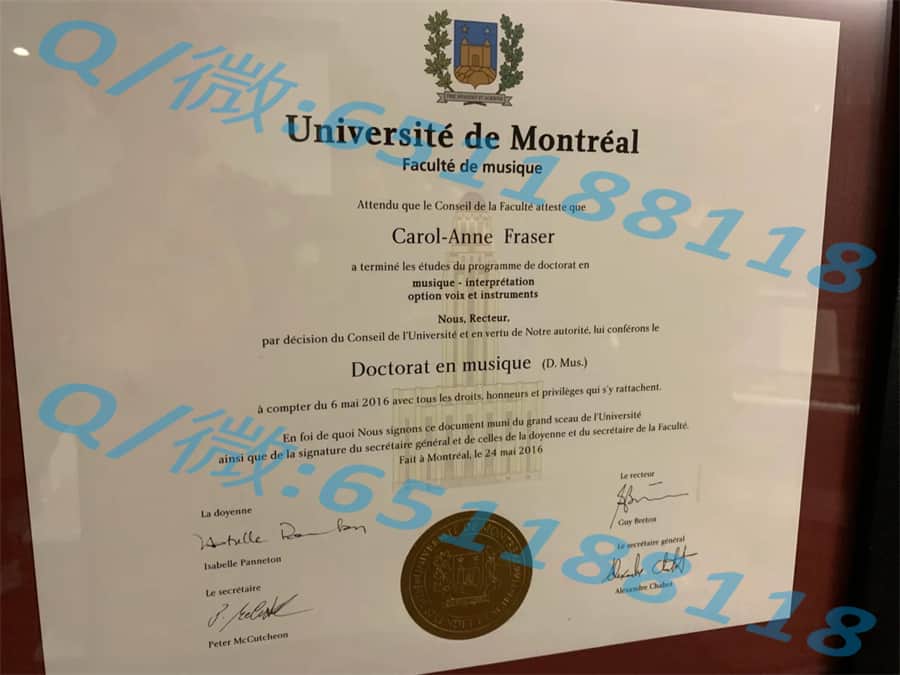 Q/微:651188118
Université de Montréal
Faculté de musique
Attendu que le Conseil de la Faculté atteste que
Carol-Anne Fraser
a terminé les études du programme de doctorat en
musique - interprétation
option voix et instruments
Nous, Recteur,
par décision du Conseil de l'Université et en vertu de Notre autorité, lui conférons le
Doctorat en musique (D. Mus.)
à compter du 6 mai 2016 avec tous les droits, honneurs et privilèges qui s'y rattachent.
En foi de quoi Nous signons ce document muni du grand sceau de l'Université
ainsi que de la signature du secrétaire général et de celles de la doyenne et du secrétaire de la Faculté.
Fait à Montréal, le 24 mai 2016
Q/微:651188118
La doyenne
Isabelle Panneton
Le secrétaire
Peter McCutcheon
Le recteur
Guy Breton
Le secrétaire général
Alexandre Chabot